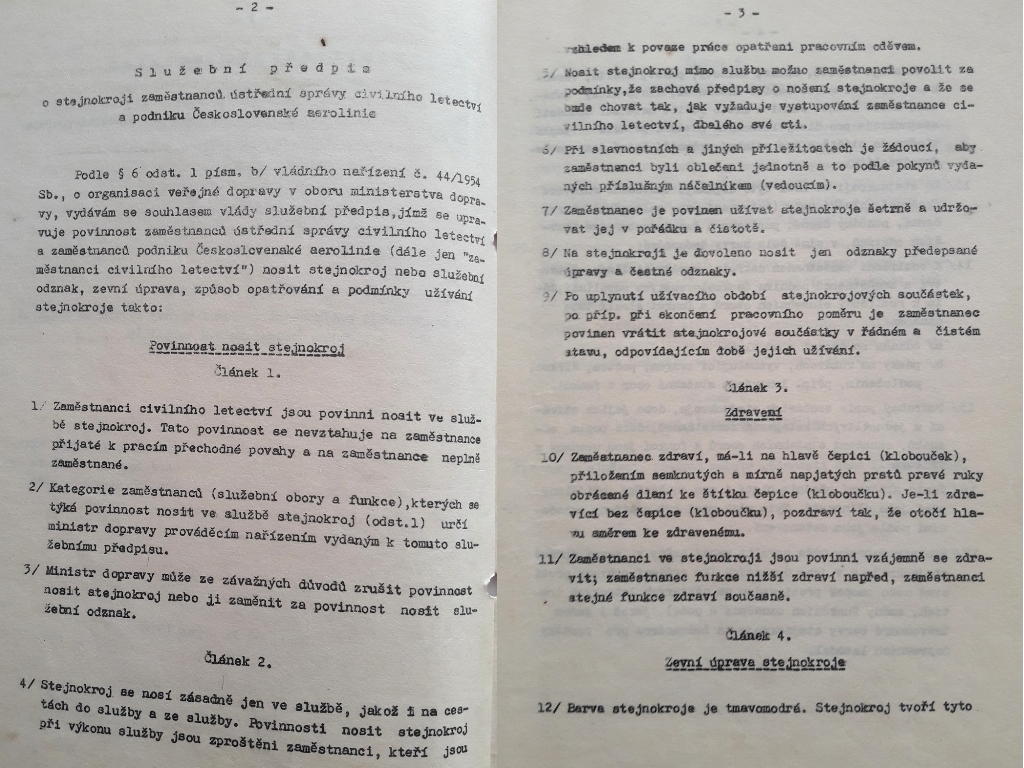 - 2 -
Služební předpis
o stejnokroji zaměstnanců ústřední správy civilního letectví
a podniku Československé aerolinie
Podle § 6 odst. 1 písm. b/ vládního nařízení č. 44/1954
Sb., o organisaci veřejné dopravy v oboru ministerstva dopra-
vy, vydávám se souhlasem vlády služební předpis,jímž se upra-
vuje povinnost zaměstnanců ústřední správy civilního letectví
a zaměstnanců podniku Československé aerolinie (dále jen "za-
městnanci civilního letectví") nosit stejnokroj nebo služební
odznak, zevní úprava, způsob opatřování a podmínky užívání
stejnokroje takto:
Povinnost nosit stejnokroj
Článek 1.
1/ Zaměstnanci civilního letectví jsou povinni nosit ve služ-
bě stejnokroj. Tato povinnost se nevztahuje na zaměstnance
přijaté k pracím přechodné povahy a na zaměstnance neplně
zaměstnané.
2/ Kategorie zaměstnanců (služební obory a funkce),kterých se
týká povinnost nosit ve službě stejnokroj (odst.1) určí
ministr dopravy prováděcím nařízením vydaným k tomuto slu-
žebnímu předpisu.
3/ Ministr dopravy může ze závažných důvodů zrušit povinnost
nosit stejnokroj nebo ji zaměnit za povinnost nosit slu-
žební odznak.
Článek 2.
4/ Stejnokroj se nosí zásadně jen ve službě, jakož i na ces-
tách do služby a ze služby. Povinnosti nosit stejnokroj
při výkonu služby jsou zproštěni zaměstnanci, kteří jsou
- 3 -
vzhledem k povaze práce opatřeni pracovním oděvem.
5/ Nosit stejnokroj mimo službu možno zaměstnanci povolit za
podmínky,že zachová předpisy o nošení stejnokroje a že se
bude chovat tak, jak vyžaduje vystupování zaměstnance ci-
vilního letectví, dbalého své cti.
6/ Při slavnostních a jiných příležitostech je žádoucí, aby
zaměstnanci byli oblečeni jednotně a to podle pokynů vyda-
ných příslušným náčelníkem (vedoucím).
7/ Zaměstnanec je povinen užívat stejnokroje šetrně a udržo-
vat jej v pořádku a čistotě.
8/ Na stejnokroji je dovoleno nosit jen odznaky předepsané
úpravy a čestné odznaky.
9/ Po uplynutí užívacího období stejnokrojových součástek,
po příp. při skončení pracovního poměru je zaměstnanec
povinen vrátit stejnokrojové součástky v řádném a čistém
stavu, odpovídajícím době jejich užívání.
Článek 3.
Zdravení
10/ Zaměstnanec zdraví, má-li na hlavě čepici (klobouček),
přiložením semknutých a mírně napjatých prstů pravé ruky
obrácené dlaní ke štítku čepice (kloboučku). Je-li zdra-
vící bez čepice (kloboučku), pozdraví tak, že otočí hla-
vu směrem ke zdravenému.
11/ Zaměstnanci ve stejnokroji jsou povinni vzájemně se zdra-
vit; zaměstnanec funkce nižší zdraví napřed, zaměstnanci
stejné funkce zdraví současně.
Článek 4.
Zevní úprava stejnokroje
12/ Barva stejnokroje je tmavomodrá. Stejnokroj tvoří tyto